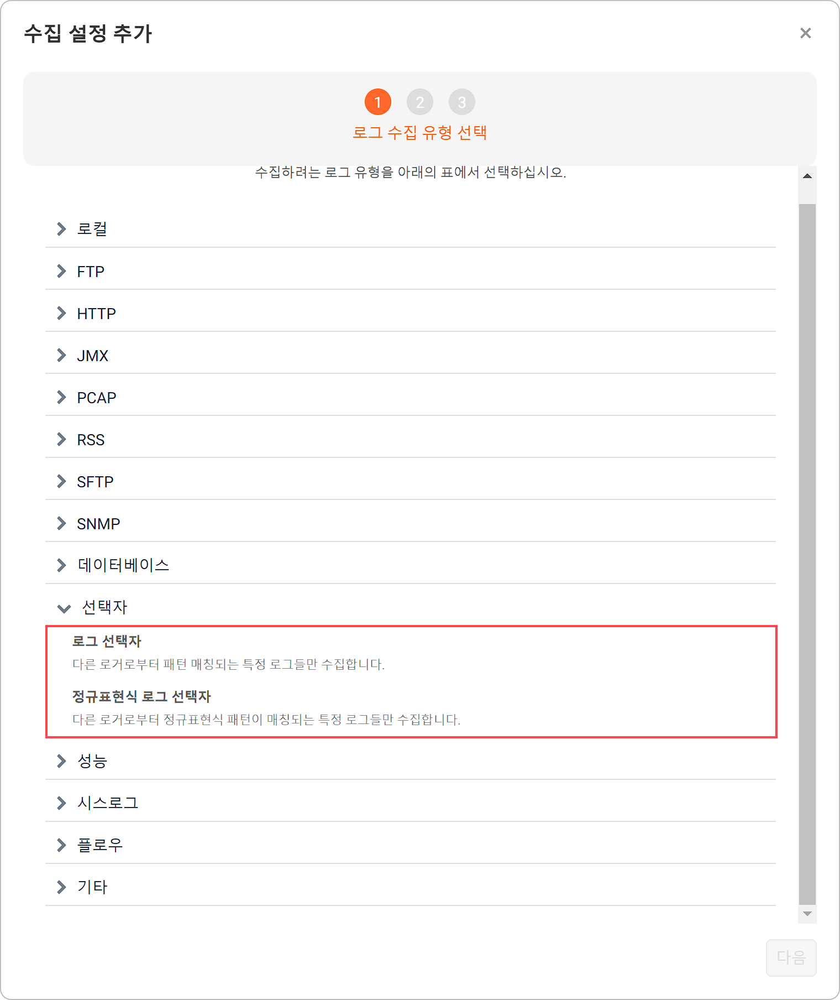 수집 설정 추가
×
1 2 3
로그 수집 유형 선택
수집하려는 로그 유형을 아래의 표에서 선택하십시오.
로컬
FTP
HTTP
JMX
PCAP
RSS
SFTP
SNMP
데이터베이스
선택자
로그 선택자
다른 로거로부터 패턴 매칭되는 특정 로그들만 수집합니다.
정규표현식 로그 선택자
다른 로거로부터 정규표현식 패턴이 매칭되는 특정 로그들만 수집합니다.
성능
시스로그
플로우
기타
다음